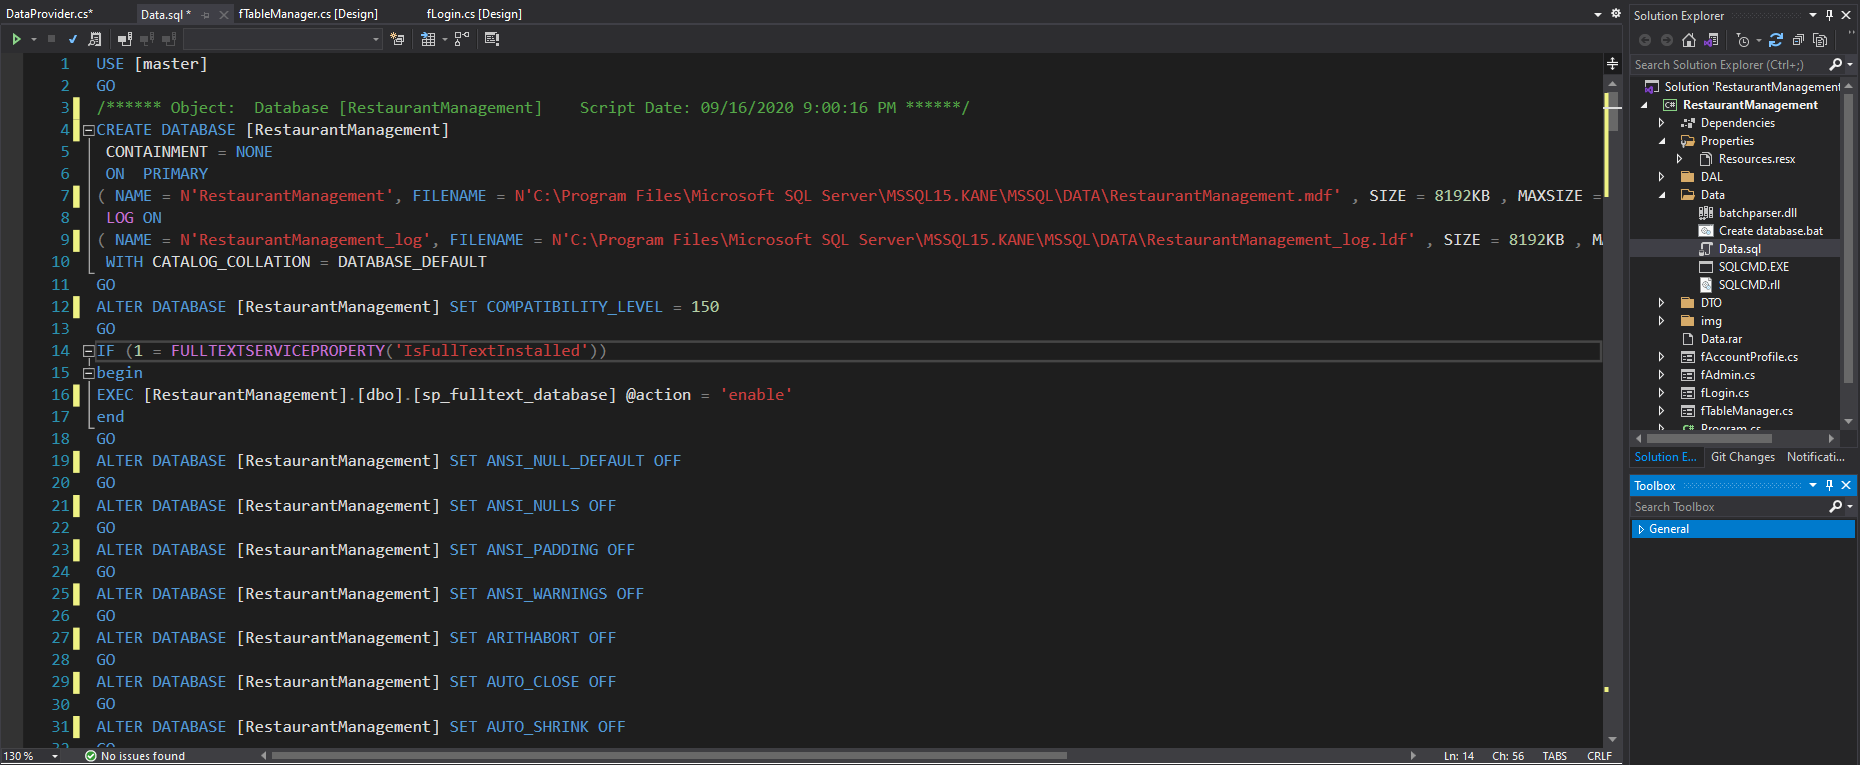 DataProvider.cs* Data.sql * fTableManager.cs [Design] fLogin.cs [Design]
1 USE [master]
2 GO
3 /****** Object:  Database [RestaurantManagement]    Script Date: 09/16/2020 9:00:16 PM ******/
4 CREATE DATABASE [RestaurantManagement]
5 CONTAINMENT = NONE
6 ON  PRIMARY
7 ( NAME = N'RestaurantManagement', FILENAME = N'C:\Program Files\Microsoft SQL Server\MSSQL15.KANE\MSSQL\DATA\RestaurantManagement.mdf' , SIZE = 8192KB , MAXSIZE =
8 LOG ON
9 ( NAME = N'RestaurantManagement_log', FILENAME = N'C:\Program Files\Microsoft SQL Server\MSSQL15.KANE\MSSQL\DATA\RestaurantManagement_log.ldf' , SIZE = 8192KB , MA
10 WITH CATALOG_COLLATION = DATABASE_DEFAULT
11 GO
12 ALTER DATABASE [RestaurantManagement] SET COMPATIBILITY_LEVEL = 150
13 GO
14 IF (1 = FULLTEXTSERVICEPROPERTY('IsFullTextInstalled'))
15 begin
16 EXEC [RestaurantManagement].[dbo].[sp_fulltext_database] @action = 'enable'
17 end
18 GO
19 ALTER DATABASE [RestaurantManagement] SET ANSI_NULL_DEFAULT OFF
20 GO
21 ALTER DATABASE [RestaurantManagement] SET ANSI_NULLS OFF
22 GO
23 ALTER DATABASE [RestaurantManagement] SET ANSI_PADDING OFF
24 GO
25 ALTER DATABASE [RestaurantManagement] SET ANSI_WARNINGS OFF
26 GO
27 ALTER DATABASE [RestaurantManagement] SET ARITHABORT OFF
28 GO
29 ALTER DATABASE [RestaurantManagement] SET AUTO_CLOSE OFF
30 GO
31 ALTER DATABASE [RestaurantManagement] SET AUTO_SHRINK OFF
32 GO
130 % No issues found Ln: 14 Ch: 56 TABS CRLF
Solution Explorer
Search Solution Explorer (Ctrl+;)
Solution 'RestaurantManagement
RestaurantManagement
Dependencies
Properties
Resources.resx
DAL
Data
batchparser.dll
Create database.bat
Data.sql
SQLCMD.EXE
SQLCMD.rll
DTO
img
Data.rar
fAccountProfile.cs
fAdmin.cs
fLogin.cs
fTableManager.cs
Program.cs
Solution E... Git Changes Notificati...
Toolbox
Search Toolbox
General